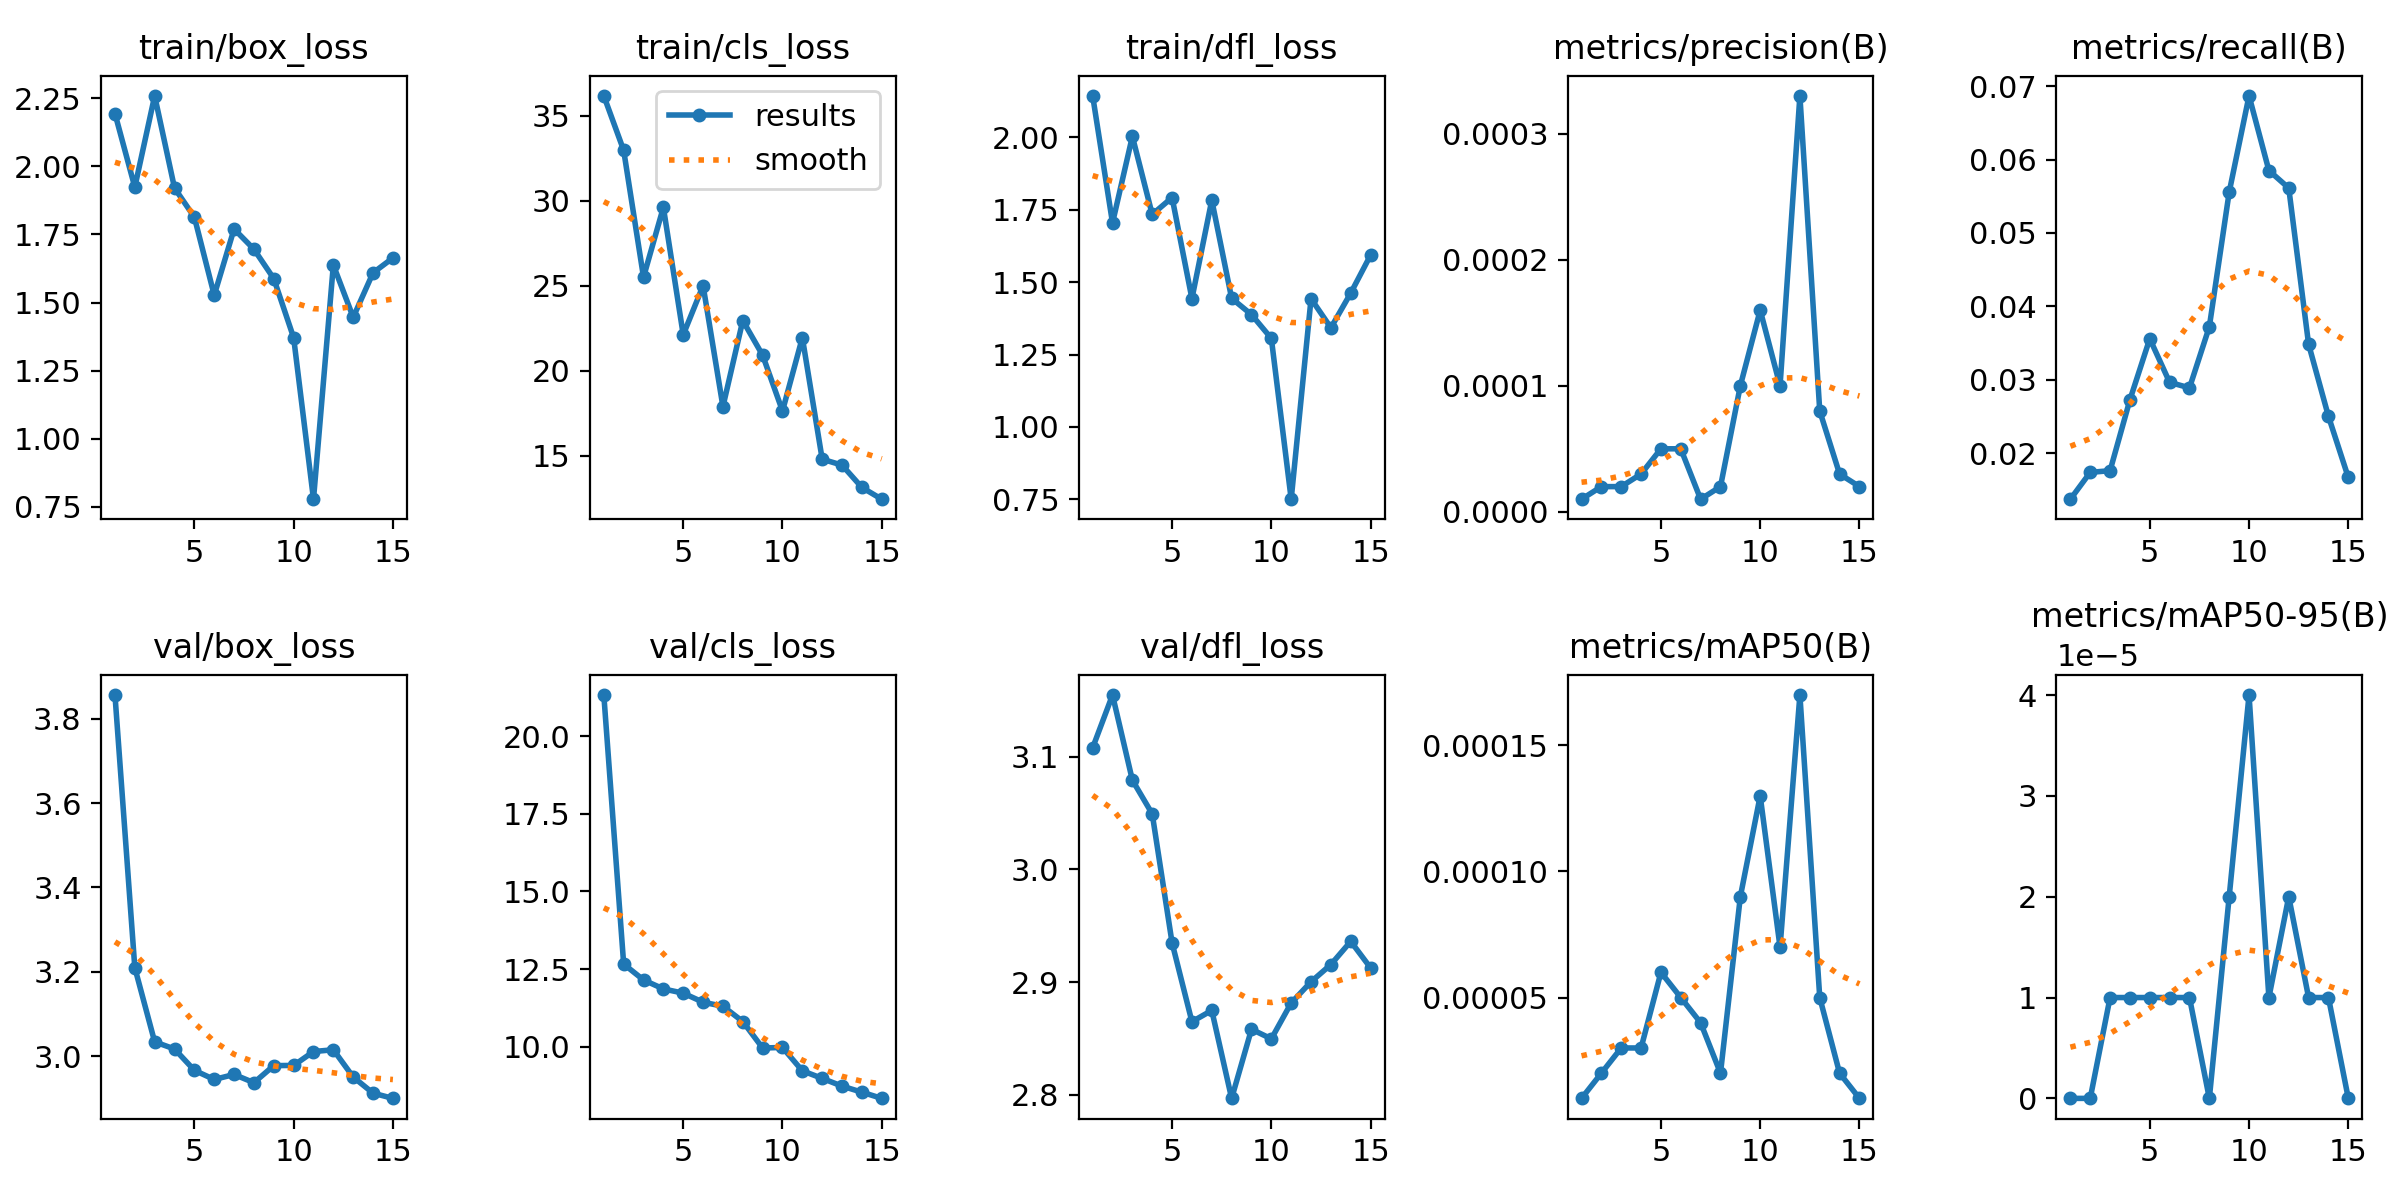 train/box_loss
train/cls_loss
train/dfl_loss
metrics/precision(B)
metrics/recall(B)
2.25
2.00
1.75
1.50
1.25
1.00
0.75
5 10 15
35
30
25
20
15
results
smooth
5 10 15
2.00
1.75
1.50
1.25
1.00
0.75
5 10 15
0.0003
0.0002
0.0001
0.0000
5 10 15
0.07
0.06
0.05
0.04
0.03
0.02
5 10 15
val/box_loss
val/cls_loss
val/dfl_loss
metrics/mAP50(B)
metrics/mAP50-95(B)
3.8
3.6
3.4
3.2
3.0
5 10 15
20.0
17.5
15.0
12.5
10.0
5 10 15
3.1
3.0
2.9
2.8
5 10 15
0.00015
0.00010
0.00005
5 10 15
1e−5
4
3
2
1
0
5 10 15